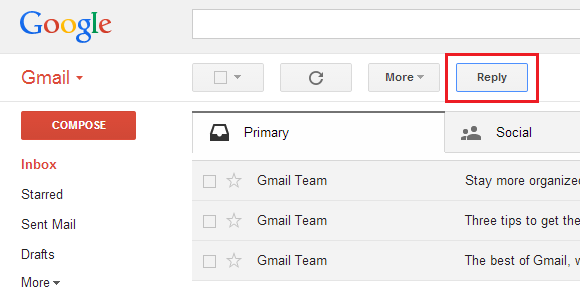 Google
Gmail
More
Reply
COMPOSE
Primary
Social
Inbox
Gmail Team
Stay more organized
Starred
Gmail Team
Three tips to get the
Sent Mail
Gmail Team
The best of Gmail, w
Drafts
More